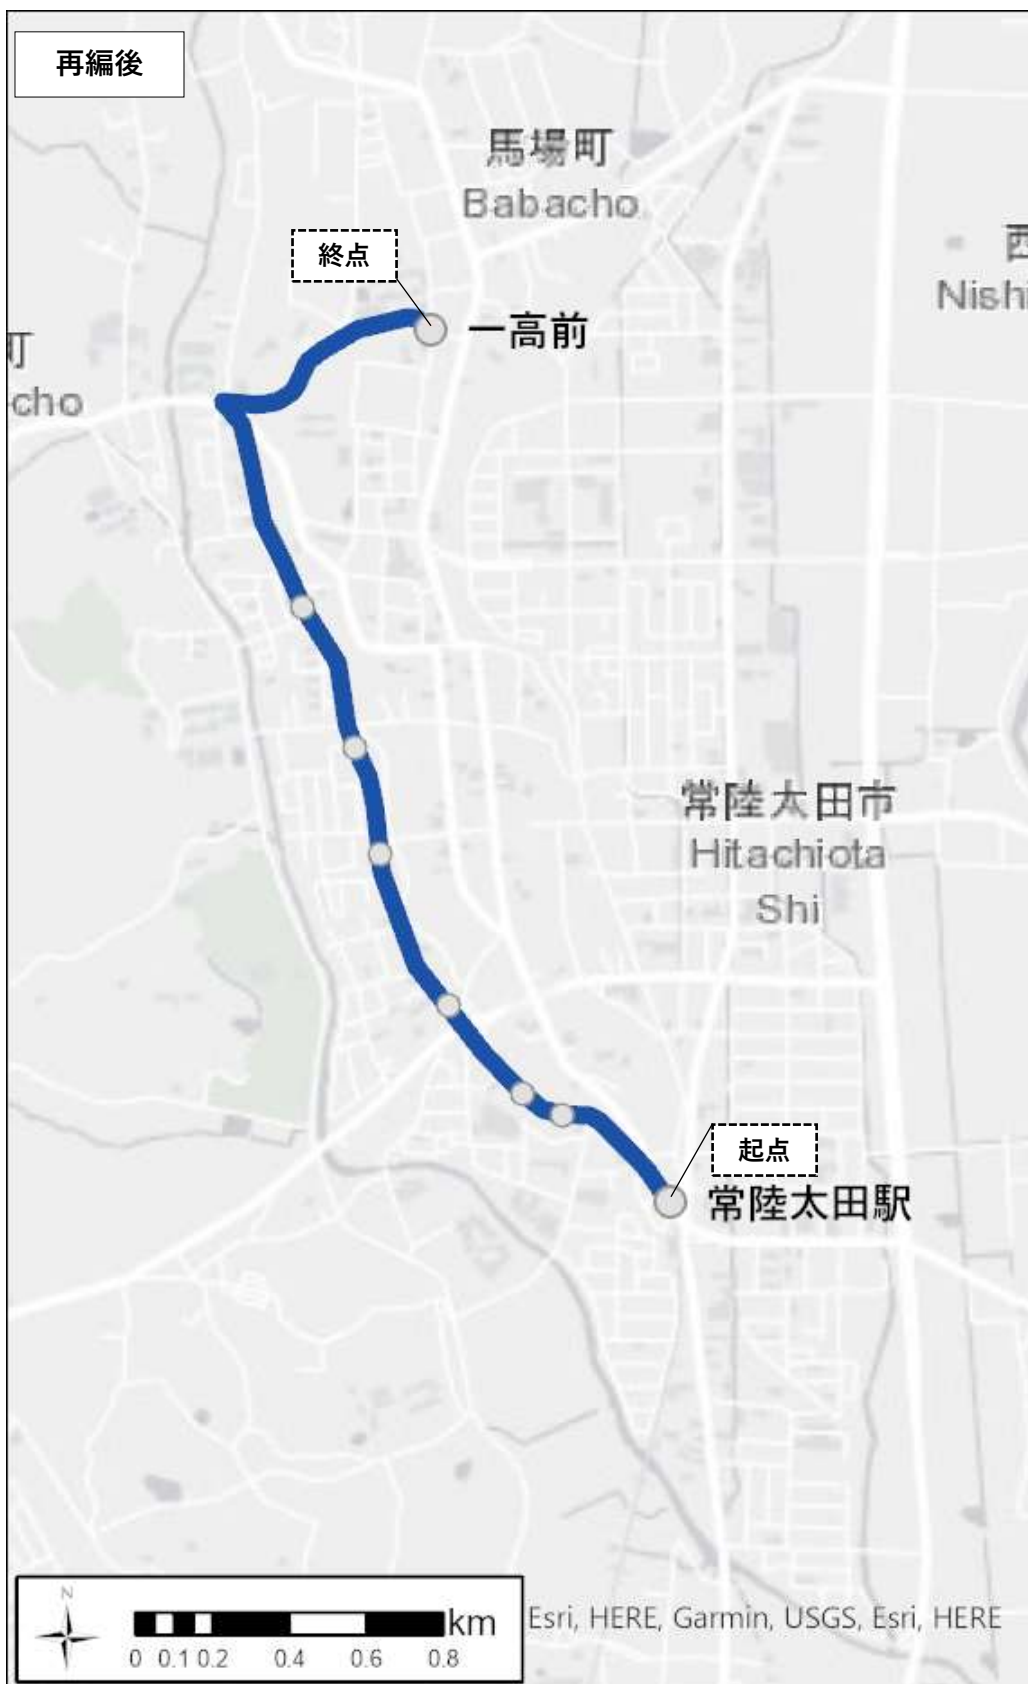 再編後
馬場町
Babacho
終点
西
Nishi
一高前
町
cho
常陸太田市
Hitachiota
Shi
起点
常陸太田駅
N
km
0 0.1 0.2 0.4 0.6 0.8
Esri, HERE, Garmin, USGS, Esri, HERE